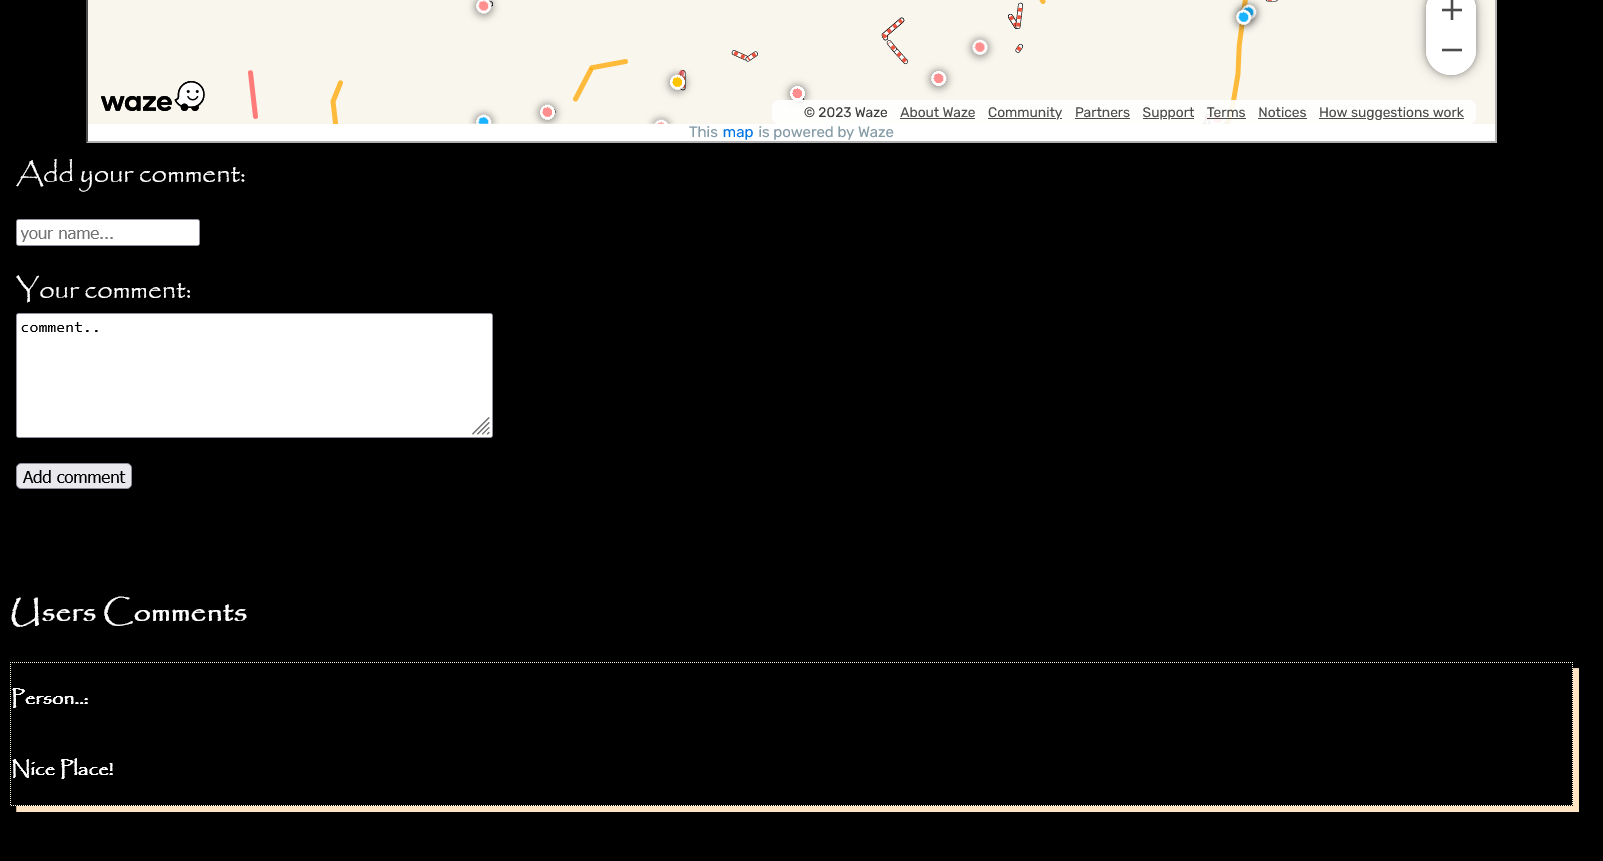 waze
© 2023 Waze About Waze Community Partners Support Terms Notices How suggestions work
This map is powered by Waze
Add your comment:
your name...
Your comment:
comment..
Add comment
Users Comments
Person..:
Nice Place!